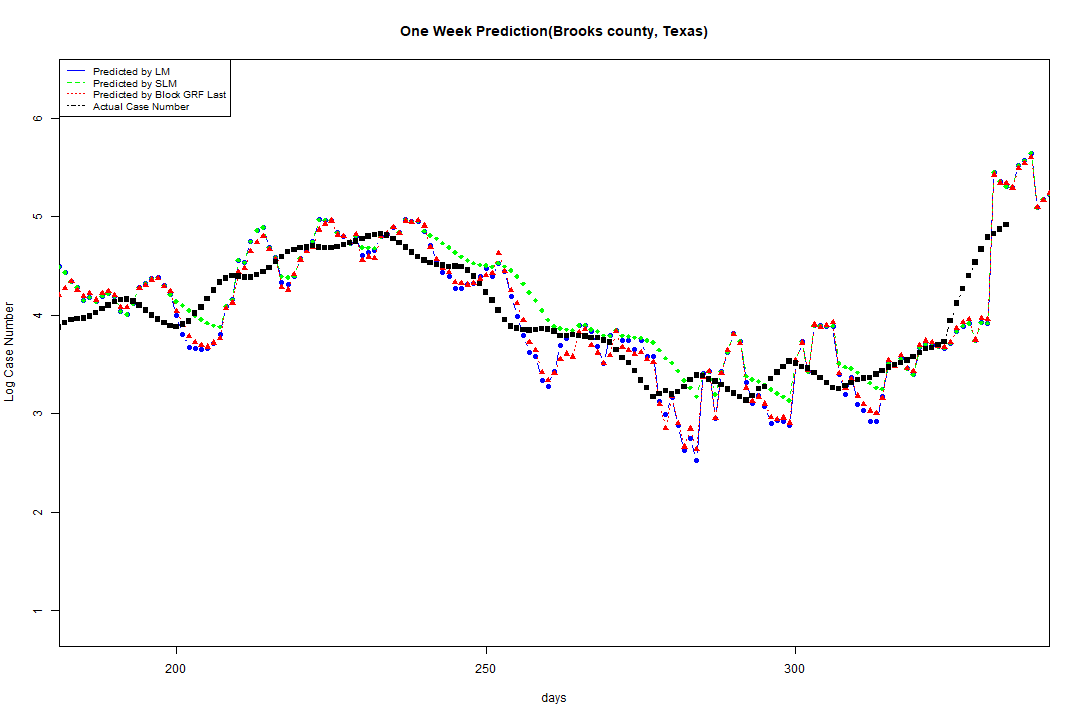 One Week Prediction(Brooks county, Texas)
Predicted by LM
Predicted by SLM
Predicted by Block GRF Last
Actual Case Number
6
5
4
3
2
1
Log Case Number
200 250 300
days